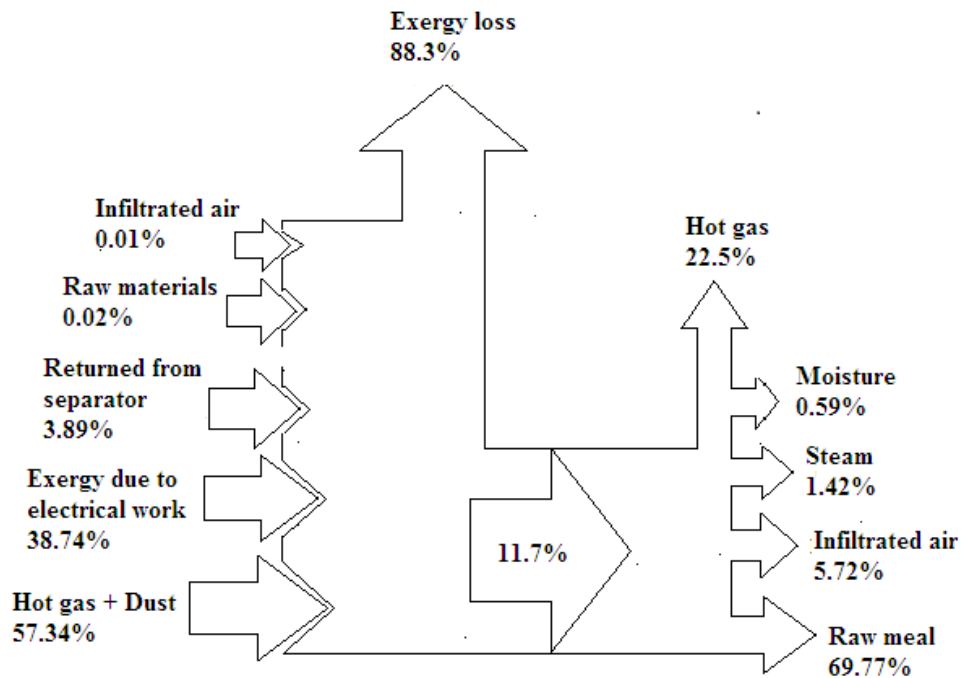 Exergy loss
88.3%
Infiltrated air
0.01%
Raw materials
0.02%
Returned from
separator
3.89%
Exergy due to
electrical work
38.74%
Hot gas + Dust
57.34%
11.7%
Hot gas
22.5%
Moisture
0.59%
Steam
1.42%
Infiltrated air
5.72%
Raw meal
69.77%